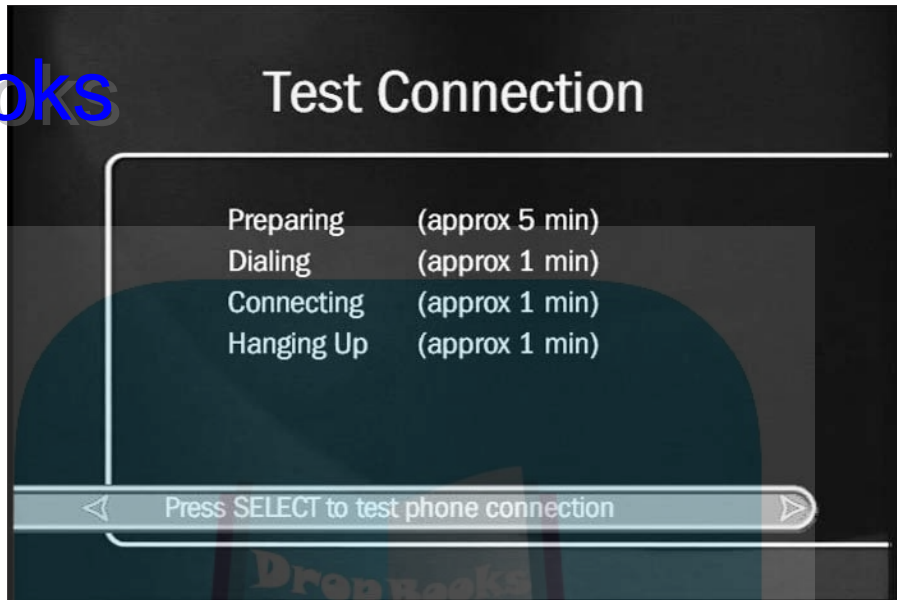 oks
Test Connection
Preparing (approx 5 min)
Dialing (approx 1 min)
Connecting (approx 1 min)
Hanging Up (approx 1 min)
Press SELECT to test phone connection
DropBooks